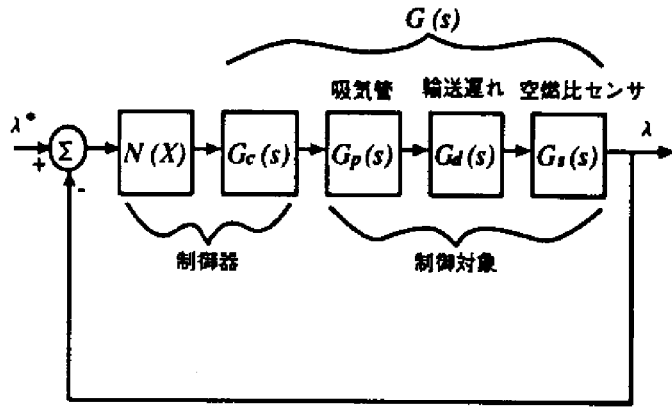 G(s)
吸気管 輸送遅れ 空燃比センサ
λ* + Σ - N(X) Gc(s) Gp(s) Gd(s) Gs(s) λ
制御器 制御対象